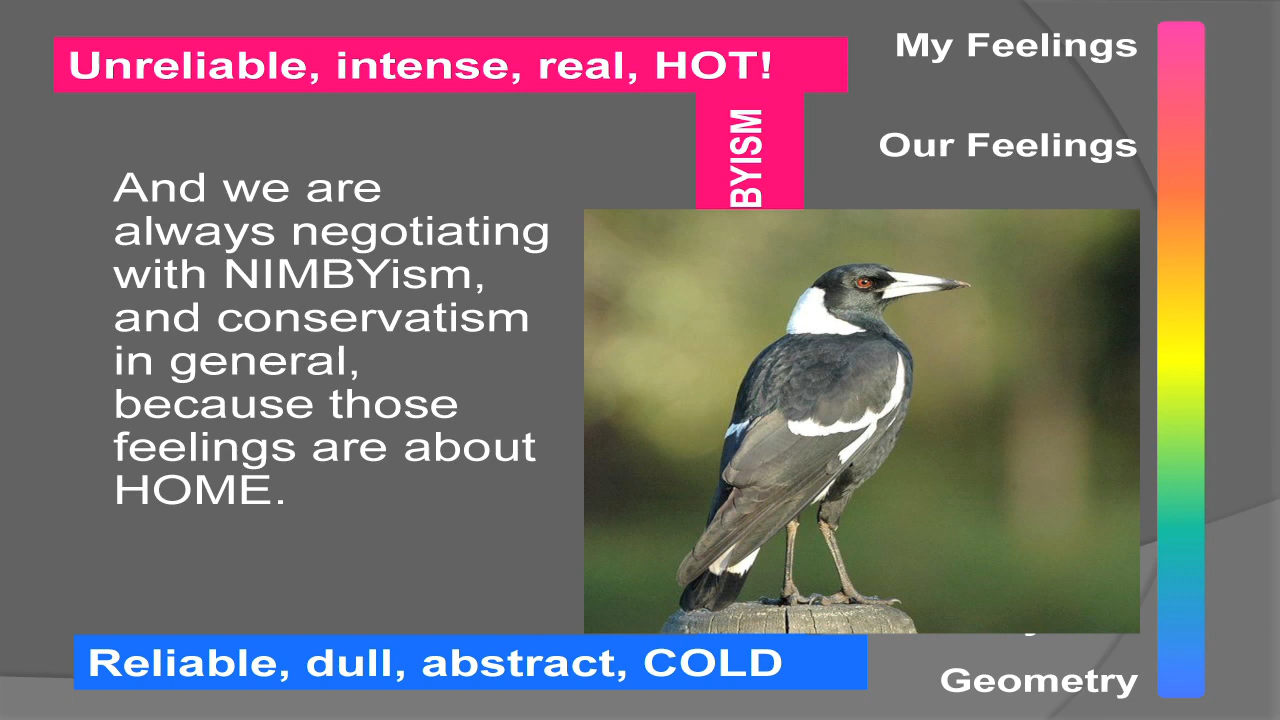 Unreliable, intense, real, HOT!
My Feelings
BYISM
Our Feelings
And we are
always negotiating
with NIMBYism,
and conservatism
in general,
because those
feelings are about
HOME.
Reliable, dull, abstract, COLD
Geometry